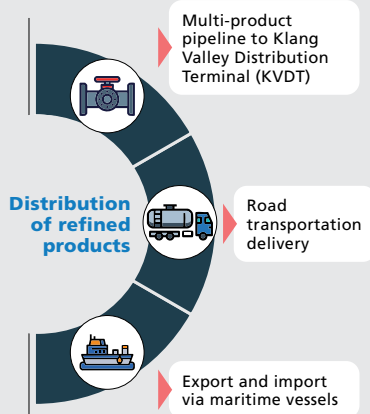 Multi-product
pipeline to Klang
Valley Distribution
Terminal (KVDT)
Distribution
of refined
products
Road
transportation
delivery
Export and import
via maritime vessels